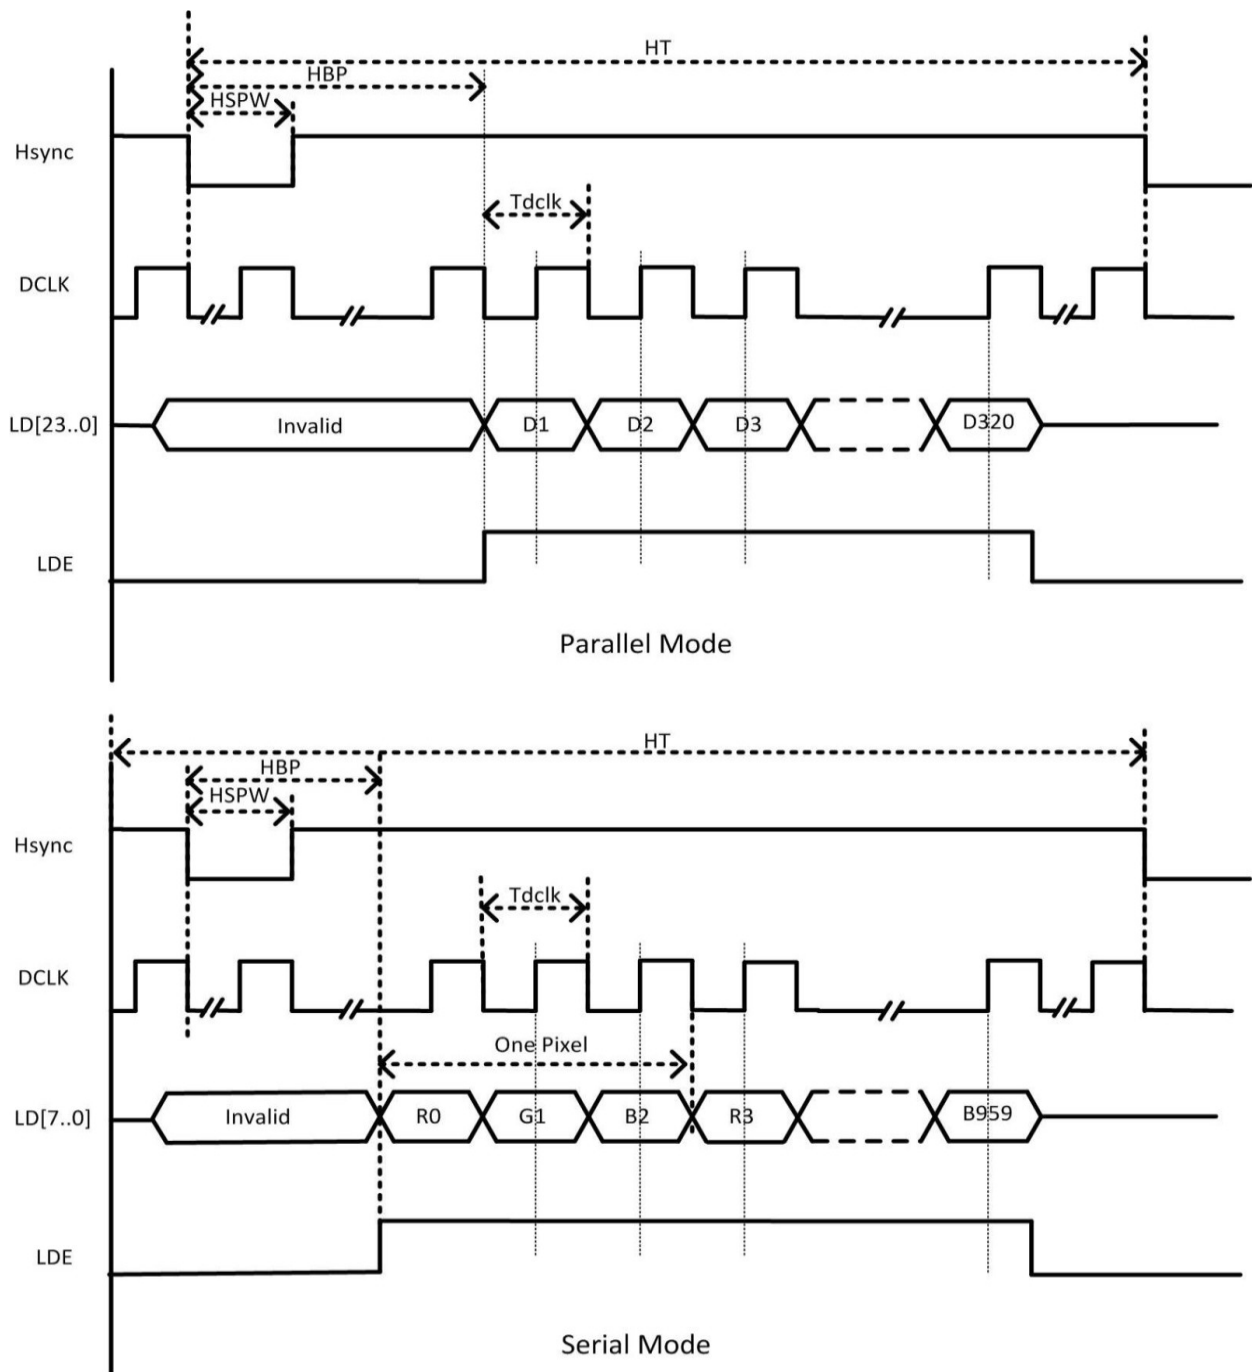 HT
HBP
HSPW
Hsync
Tdclk
DCLK
LD[23..0]
Invalid
D1
D2
D3
D320
LDE
Parallel Mode
HT
HBP
HSPW
Hsync
Tdclk
DCLK
One Pixel
LD[7..0]
Invalid
R0
G1
B2
R3
B959
LDE
Serial Mode